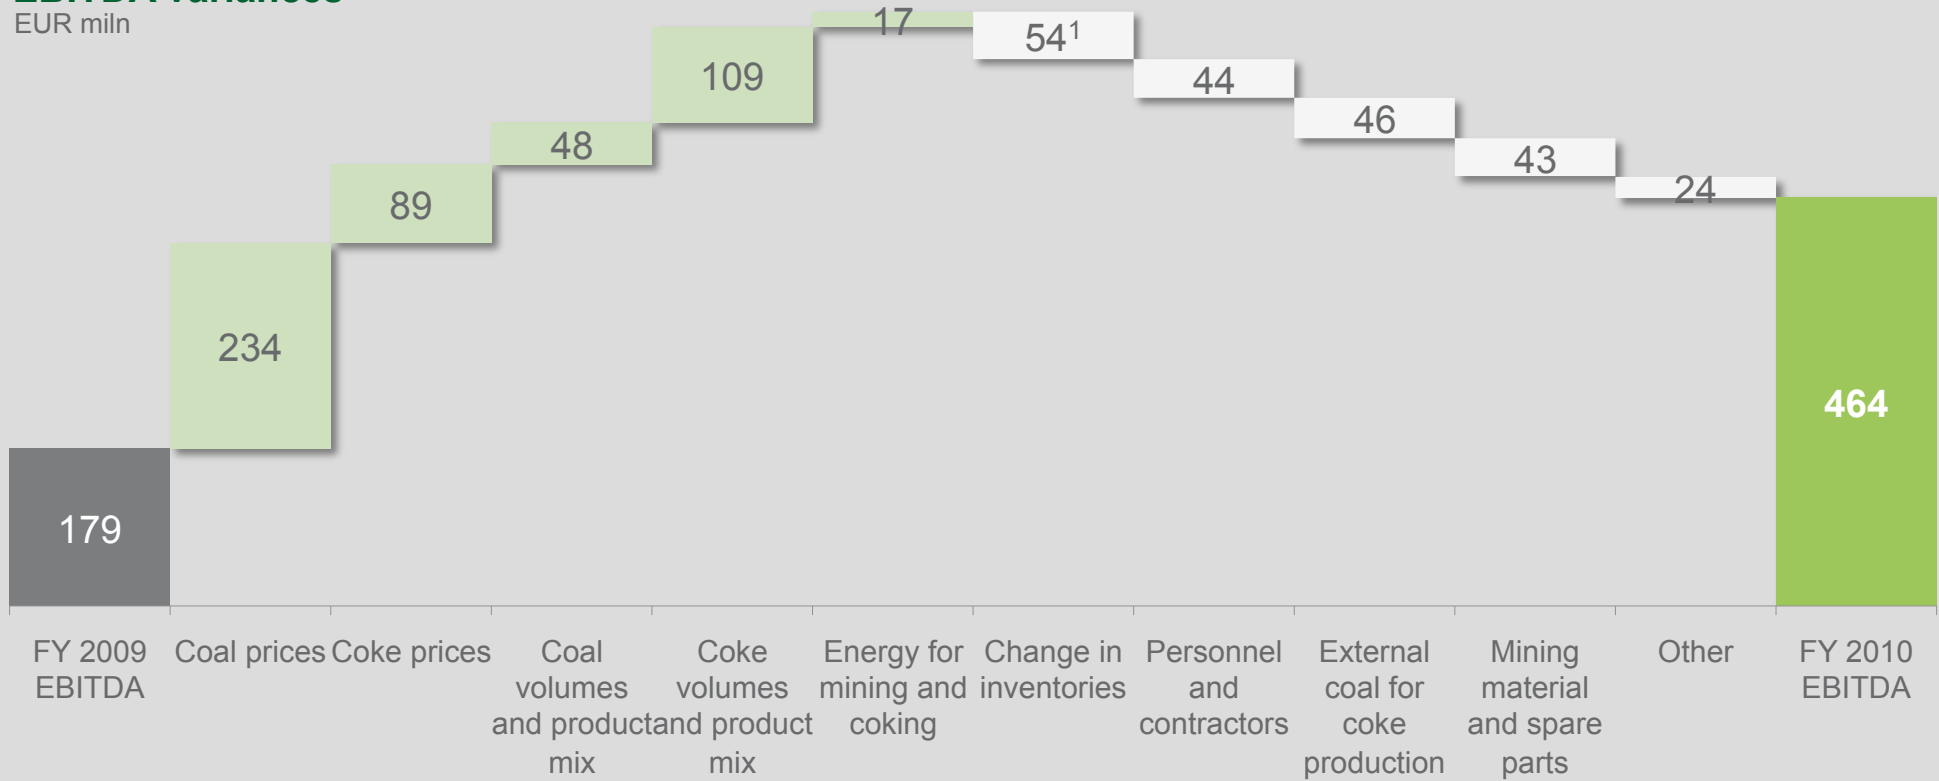 EBITDA variances
EUR miln
17
54¹
109
44
46
48
43
89
24
234
464
179
FY 2009
EBITDA
Coal prices
Coke prices
Coal
volumes
and product
mix
Coke
volumes
and product
mix
Energy for
mining and
coking
Change in
inventories
Personnel
and
contractors
External
coal for
coke
production
Mining
material
and spare
parts
Other
FY 2010
EBITDA